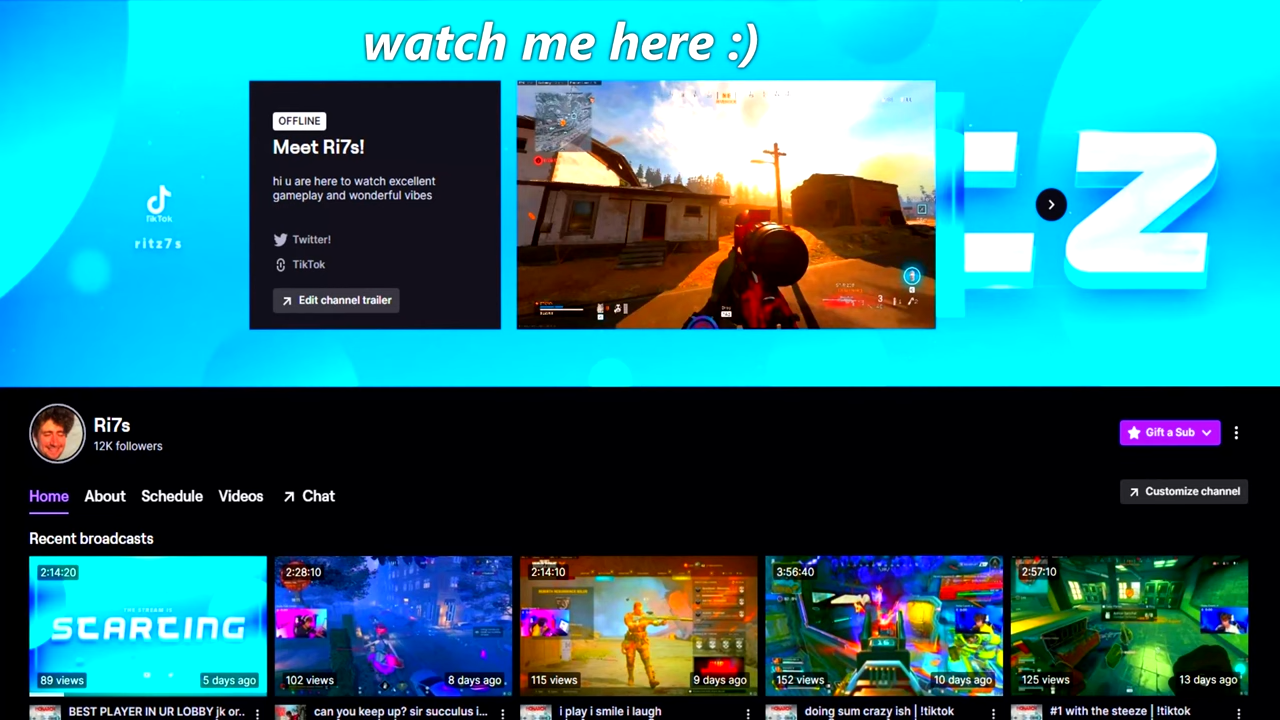 watch me here :)
OFFLINE
Meet Ri7s!
hi u are here to watch excellent
gameplay and wonderful vibes
Twitter!
TikTok
Edit channel trailer
TikTok
ritz7s
EZ
Ri7s
12K followers
Gift a Sub
Home About Schedule Videos Chat
Customize channel
Recent broadcasts
2:14:20
THE STREAM IS
STARTING
89 views 5 days ago
BEST PLAYER IN UR LOBBY jk or..
2:28:10
102 views 8 days ago
can you keep up? sir succulus i...
2:14:10
115 views 9 days ago
i play i smile i laugh
3:56:40
16
152 views 10 days ago
doing sum crazy ish | !tiktok
2:57:10
125 views 13 days ago
#1 with the steeze | !tiktok